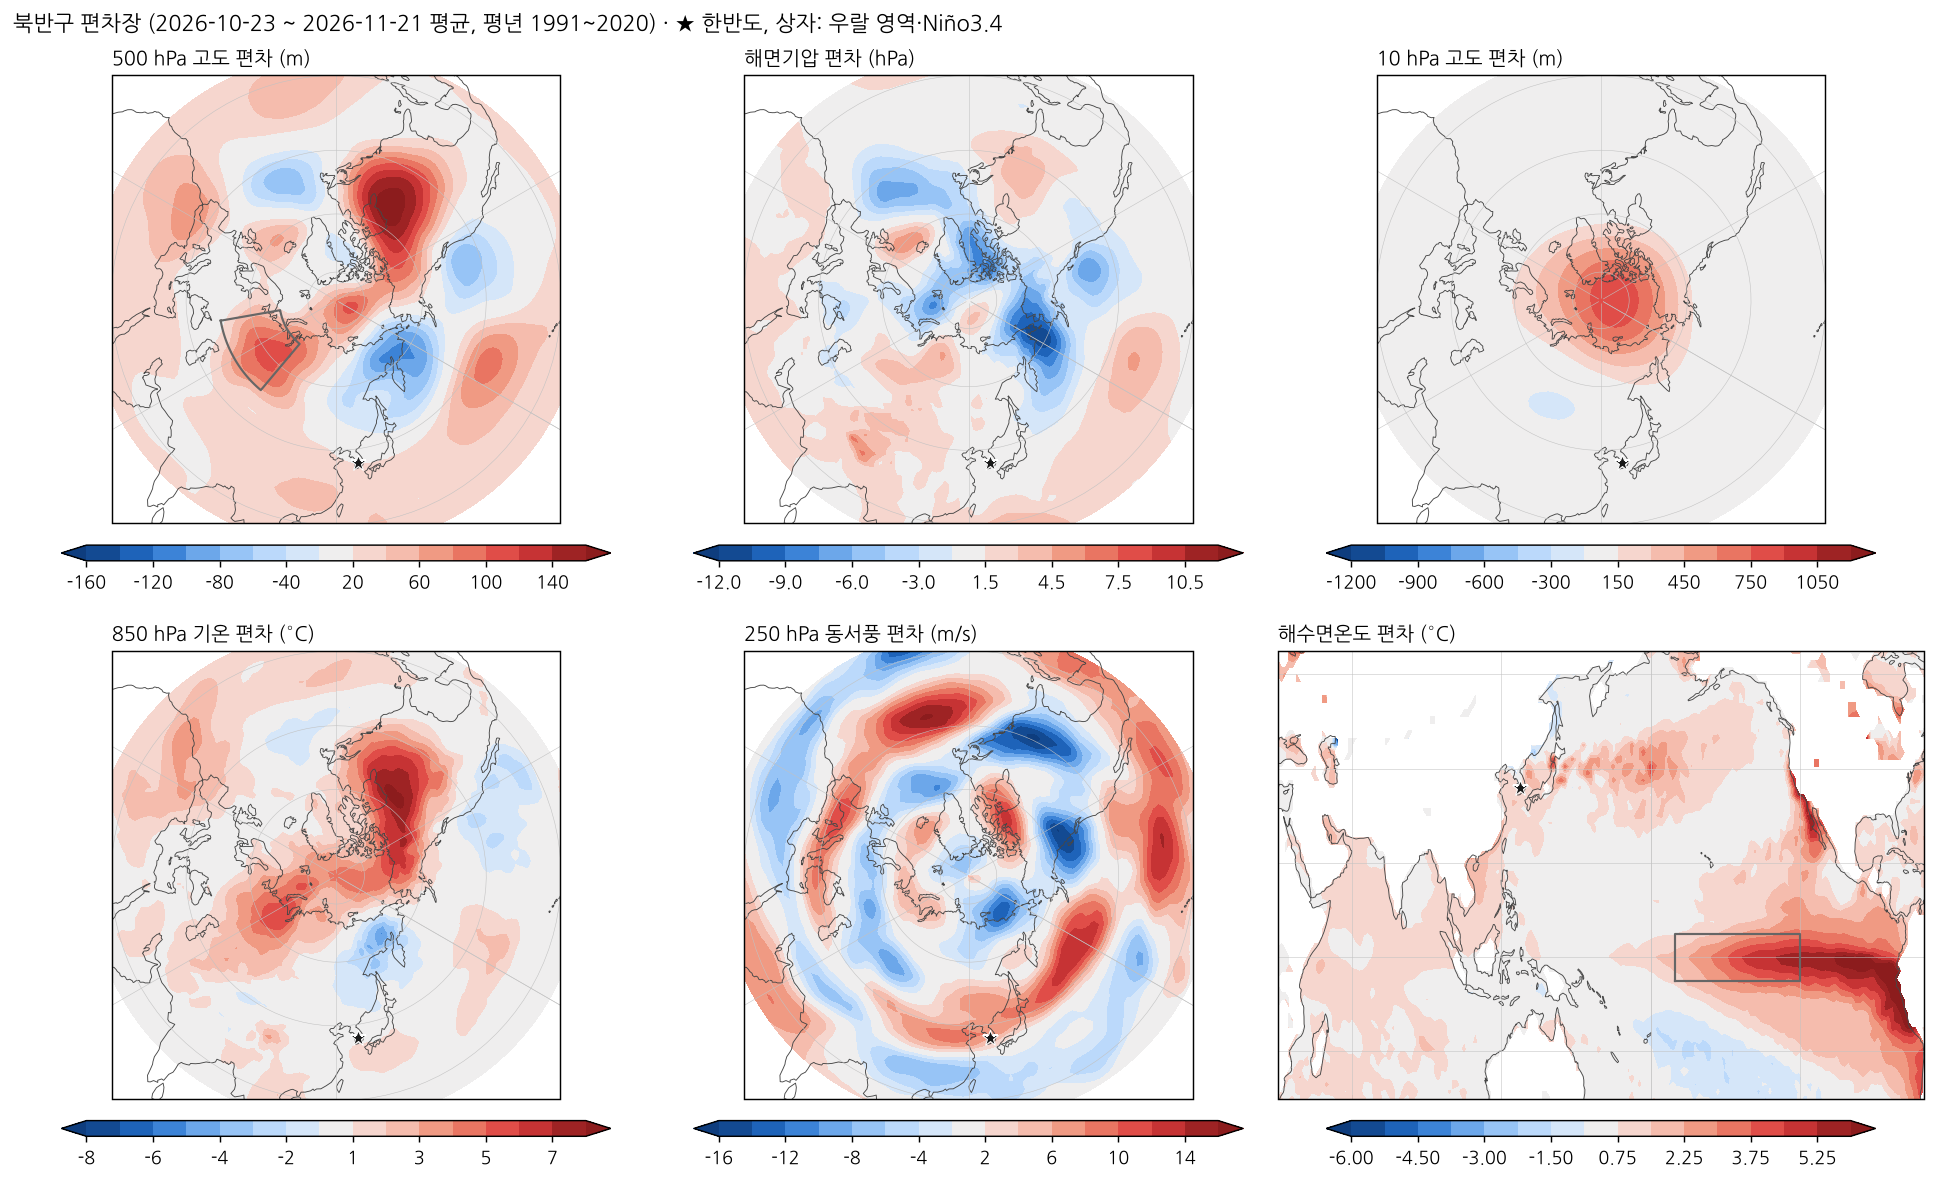 북반구 편차장 (2026-10-23 ~ 2026-11-21 평균, 평년 1991~2020) · ★ 한반도, 상자: 우랄 영역·Niño3.4
500 hPa 고도 편차 (m)
해면기압 편차 (hPa)
10 hPa 고도 편차 (m)
-160 -120 -80 -40 20 60 100 140
-12.0 -9.0 -6.0 -3.0 1.5 4.5 7.5 10.5
-1200 -900 -600 -300 150 450 750 1050
850 hPa 기온 편차 (°C)
250 hPa 동서풍 편차 (m/s)
해수면온도 편차 (°C)
-8 -6 -4 -2 1 3 5 7
-16 -12 -8 -4 2 6 10 14
-6.00 -4.50 -3.00 -1.50 0.75 2.25 3.75 5.25